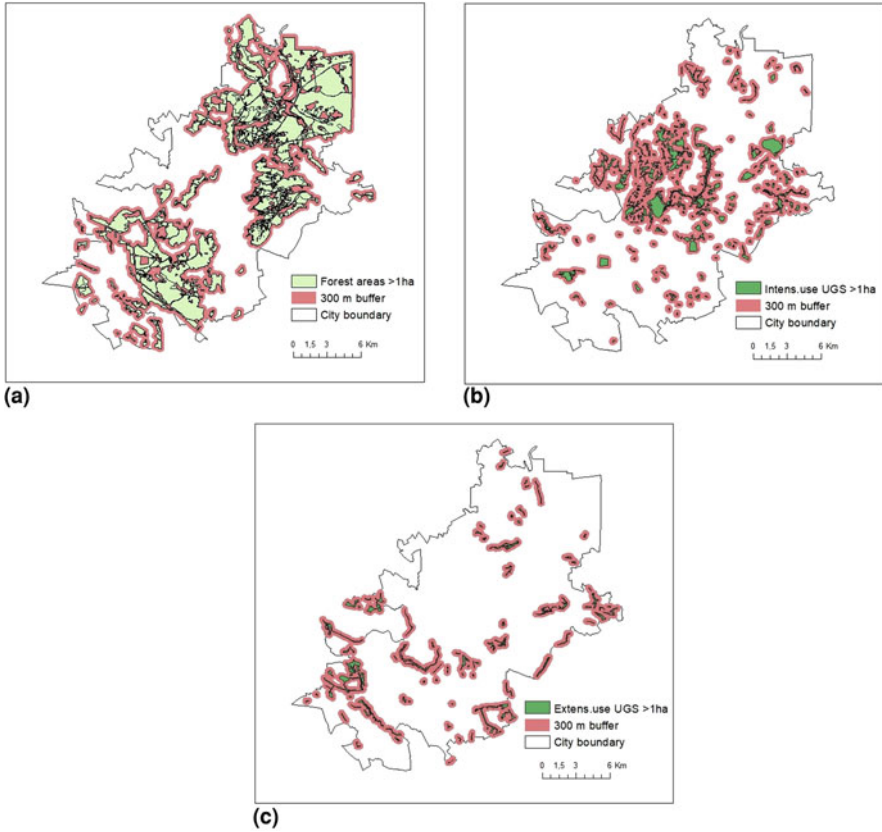 Forest areas >1ha
300 m buffer
City boundary
0 1,5 3 6 Km
(a)
Intens.use UGS >1ha
300 m buffer
City boundary
0 1,5 3 6 Km
(b)
Extens.use UGS >1ha
300 m buffer
City boundary
0 1,5 3 6 Km
(c)